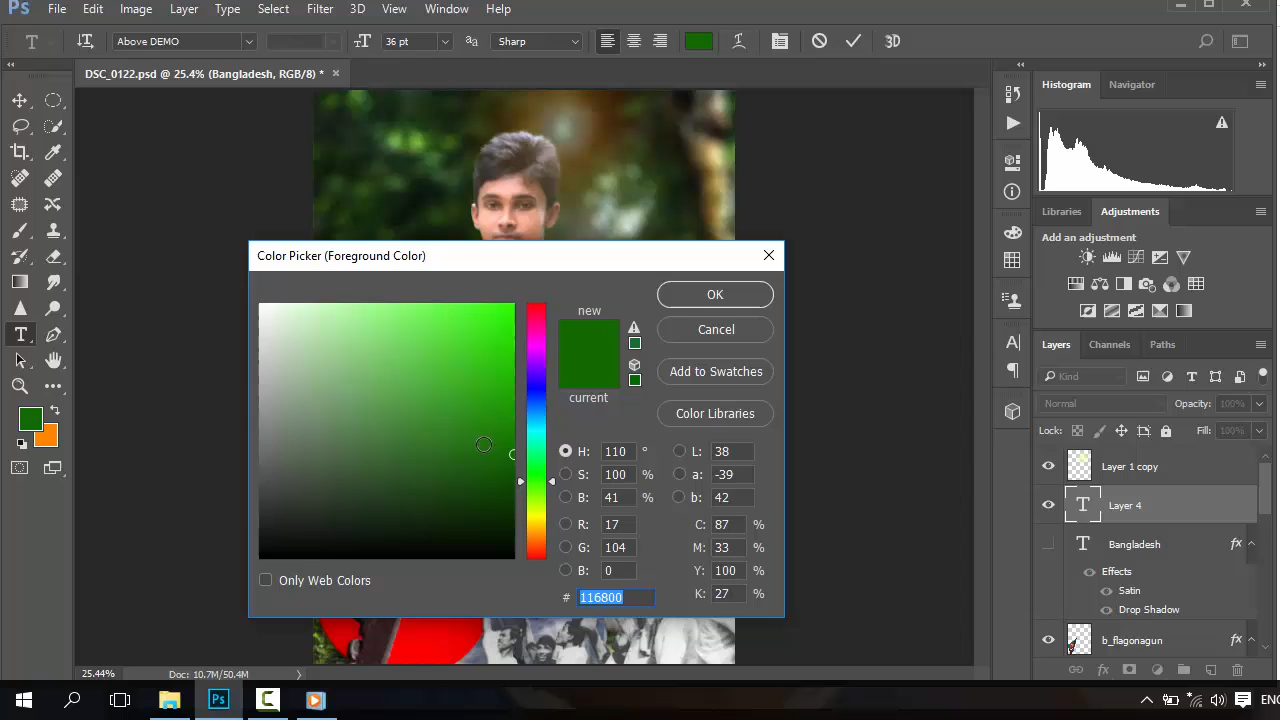 Ps File Edit Image Layer Type Select Filter 3D View Window Help
T Above DEMO 36 pt aa Sharp 3D
DSC_0122.psd @ 25.4% (Bangladesh, RGB/8) * ×
Histogram Navigator
Libraries Adjustments
Add an adjustment
Color Picker (Foreground Color)
new
OK
Cancel
Add to Swatches
current
Color Libraries
H: 110 °
S: 100 %
B: 41 %
R: 17
G: 104
B: 0
# 116800
L: 38
a: -39
b: 42
C: 87 %
M: 33 %
Y: 100 %
K: 27 %
Only Web Colors
Layers Channels Paths
Kind
Normal Opacity: 100%
Lock: Fill: 100%
Layer 1 copy
T Layer 4
T Bangladesh fx
Effects
Satin
Drop Shadow
b_flagonagun fx
25.44% Doc: 10.7M/50.4M
Ps
ENG